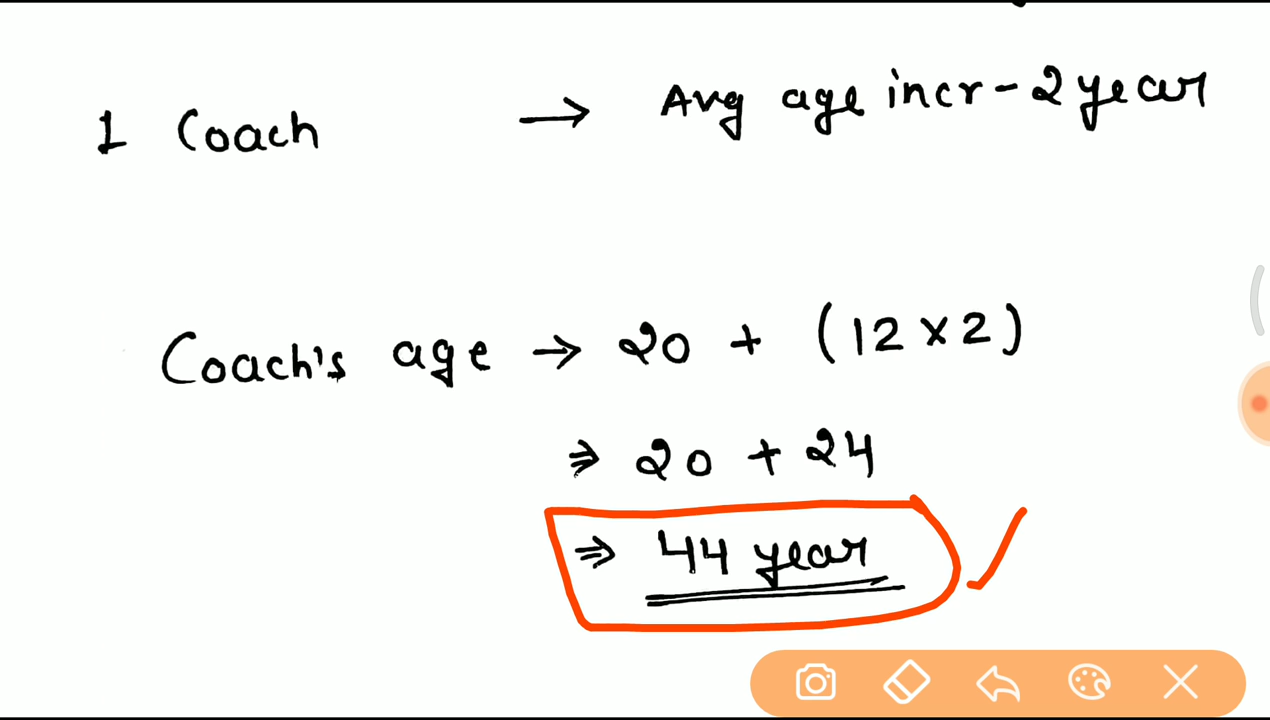 1 Coach → Avg age incr - 2 year
Coach's age → 20 + (12 × 2)
⇒ 20 + 24
⇒ 44 year